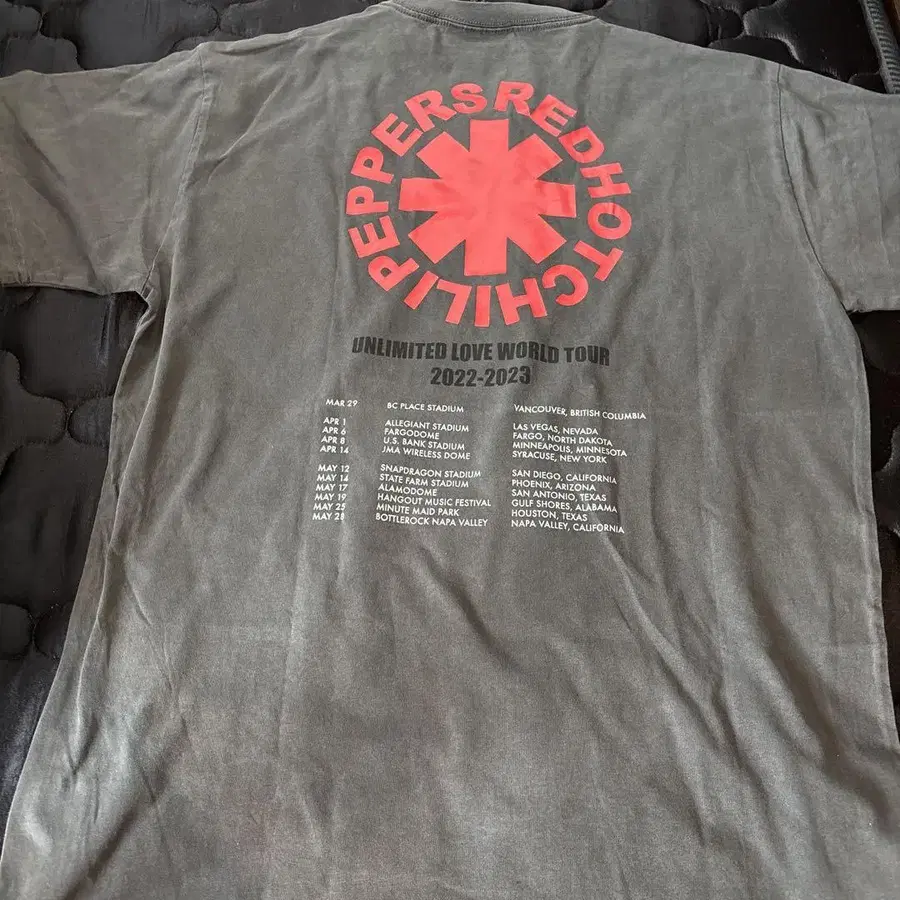 RED HOT CHILI PEPPERS
UNLIMITED LOVE WORLD TOUR
2022-2023
MAR 29 BC PLACE STADIUM VANCOUVER, BRITISH COLUMBIA
APR 1 ALLEGIANT STADIUM LAS VEGAS, NEVADA
APR 6 FARGODOME FARGO, NORTH DAKOTA
APR 8 U.S. BANK STADIUM MINNEAPOLIS, MINNESOTA
APR 14 JMA WIRELESS DOME SYRACUSE, NEW YORK
MAY 12 SNAPDRAGON STADIUM SAN DIEGO, CALIFORNIA
MAY 14 STATE FARM STADIUM PHOENIX, ARIZONA
MAY 17 ALAMODOME SAN ANTONIO, TEXAS
MAY 19 HANGOUT MUSIC FESTIVAL GULF SHORES, ALABAMA
MAY 25 MINUTE MAID PARK HOUSTON, TEXAS
MAY 28 BOTTLEROCK NAPA VALLEY NAPA VALLEY, CALIFORNIA